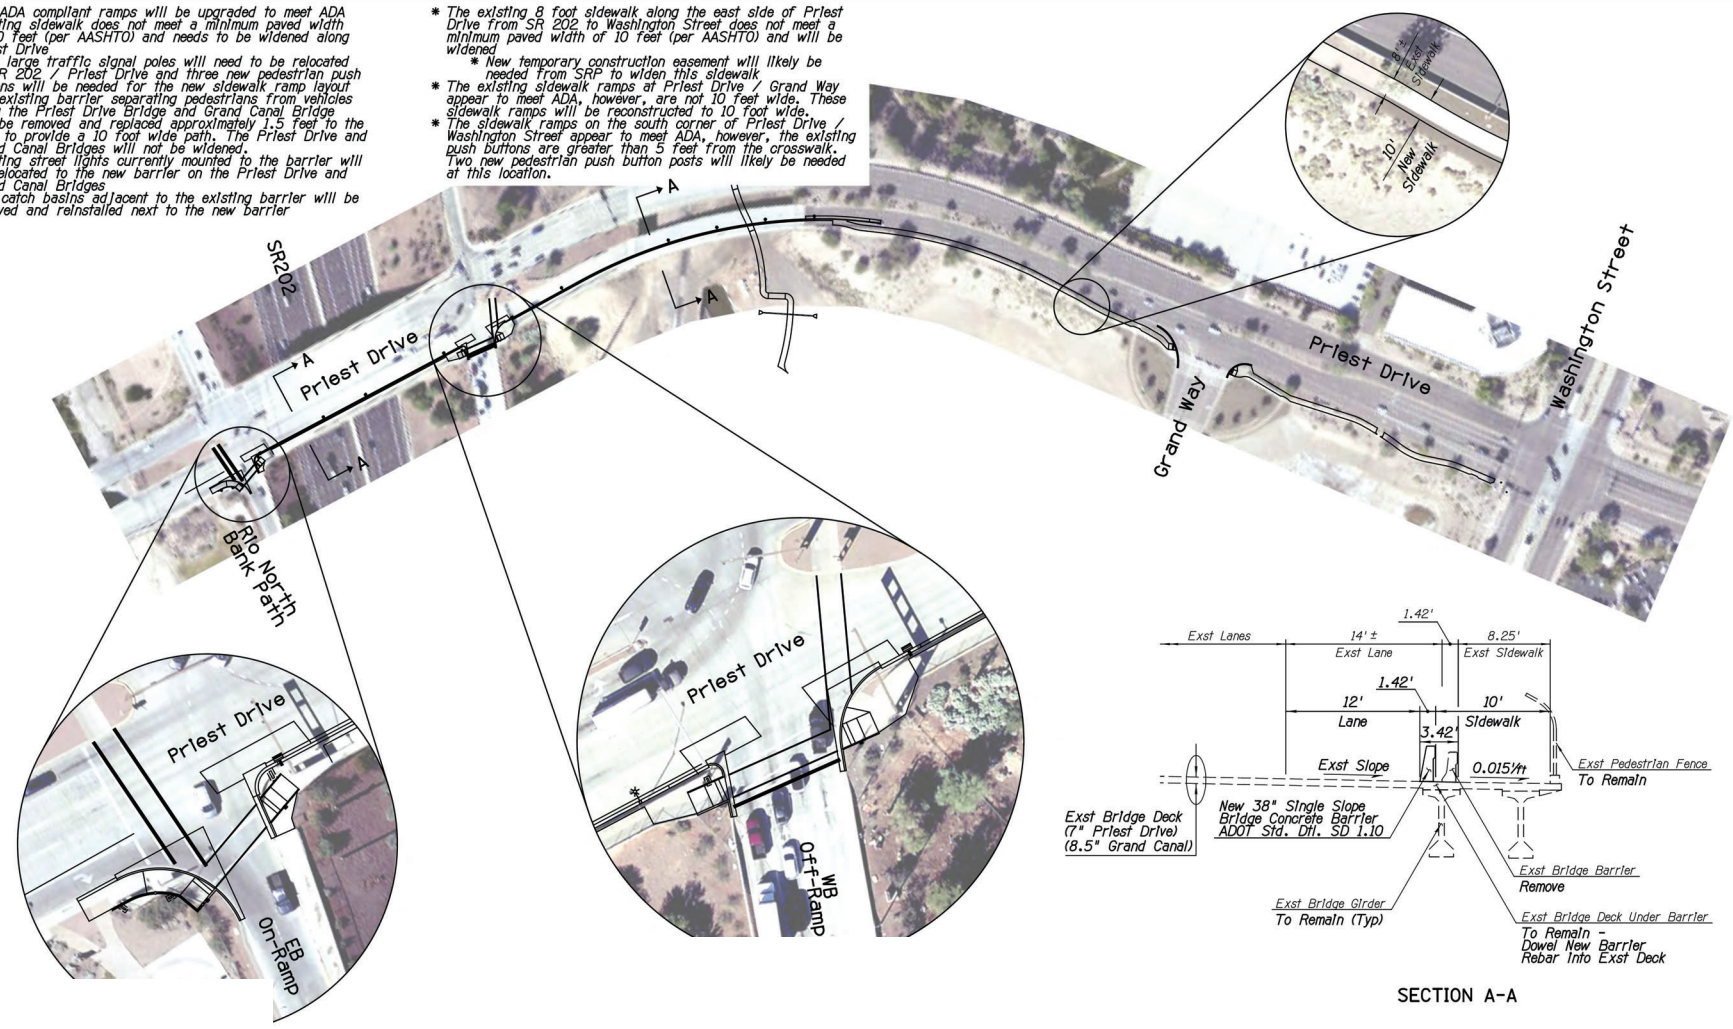 ADA compliant ramps will be upgraded to meet ADA
ting sidewalk does not meet a minimum paved width
0 feet (per AASHTO) and needs to be widened along
st Drive
large traffic signal poles will need to be relocated
R 202 / Priest Drive and three new pedestrian push
ns will be needed for the new sidewalk ramp layout
existing barrier separating pedestrians from vehicles
the Priest Drive Bridge and Grand Canal Bridge
be removed and replaced approximately 1.5 feet to the
to provide a 10 foot wide path. The Priest Drive and
d Canal Bridges will not be widened.
ting street lights currently mounted to the barrier will
elocated to the new barrier on the Priest Drive and
d Canal Bridges
catch basins adjacent to the existing barrier will be
ved and reinstalled next to the new barrier
* The existing 8 foot sidewalk along the east side of Priest
Drive from SR 202 to Washington Street does not meet a
minimum paved width of 10 feet (per AASHTO) and will be
widened
* New temporary construction easement will likely be
needed from SRP to widen this sidewalk
* The existing sidewalk ramps at Priest Drive / Grand Way
appear to meet ADA, however, are not 10 feet wide. These
sidewalk ramps will be reconstructed to 10 foot wide.
* The sidewalk ramps on the south corner of Priest Drive /
Washington Street appear to meet ADA, however, the existing
push buttons are greater than 5 feet from the crosswalk.
Two new pedestrian push button posts will likely be needed
at this location.
8' ±
Exst
Sidewalk
10'
New
Sidewalk
SR202
A
A
Priest Drive
A
A
Priest Drive
Washington Street
Grand Way
Rio North
Bank Path
Priest Drive
EB
On-Ramp
Priest Drive
WB
Off-Ramp
1.42'
Exst Lanes
14' ±
Exst Lane
8.25'
Exst Sidewalk
1.42'
12'
Lane
10'
Sidewalk
3.42'
Exst Slope
0.015'/ft
Exst Pedestrian Fence
To Remain
Exst Bridge Deck
(7" Priest Drive)
(8.5" Grand Canal)
New 38" Single Slope
Bridge Concrete Barrier
ADOT Std. Dtl. SD 1.10
Exst Bridge Barrier
Remove
Exst Bridge Girder
To Remain (Typ)
Exst Bridge Deck Under Barrier
To Remain -
Dowel New Barrier
Rebar Into Exst Deck
SECTION A-A